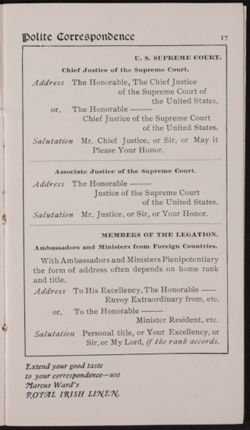 Polite Correspondence 17
U. S. SUPREME COURT.
Chief Justice of the Supreme Court.
Address The Honorable, The Chief Justice
of the Supreme Court of
the United States,
or, The Honorable ——
Chief Justice of the Supreme Court
of the United States.
Salutation Mr. Chief Justice, or Sir, or May it
Please Your Honor.
Associate Justice of the Supreme Court.
Address The Honorable ——
Justice of the Supreme Court
of the United States.
Salutation Mr. Justice, or Sir, or Your Honor.
MEMBERS OF THE LEGATION.
Ambassadors and Ministers from Foreign Countries.
With Ambassadors and Ministers Plenipotentiary
the form of address often depends on home rank
and title.
Address To His Excellency, The Honorable —
Envoy Extraordinary from, etc.
or, To the Honorable ——
Minister Resident, etc.
Salutation Personal title, or Your Excellency, or
Sir, or My Lord, if the rank accords.
Extend your good taste
to your correspondence—use
Marcus Ward's
ROYAL IRISH LINEN.